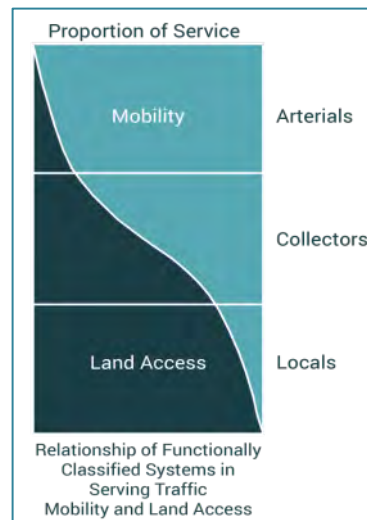 Proportion of Service
Mobility
Arterials
Collectors
Land Access
Locals
Relationship of Functionally
Classified Systems in
Serving Traffic
Mobility and Land Access